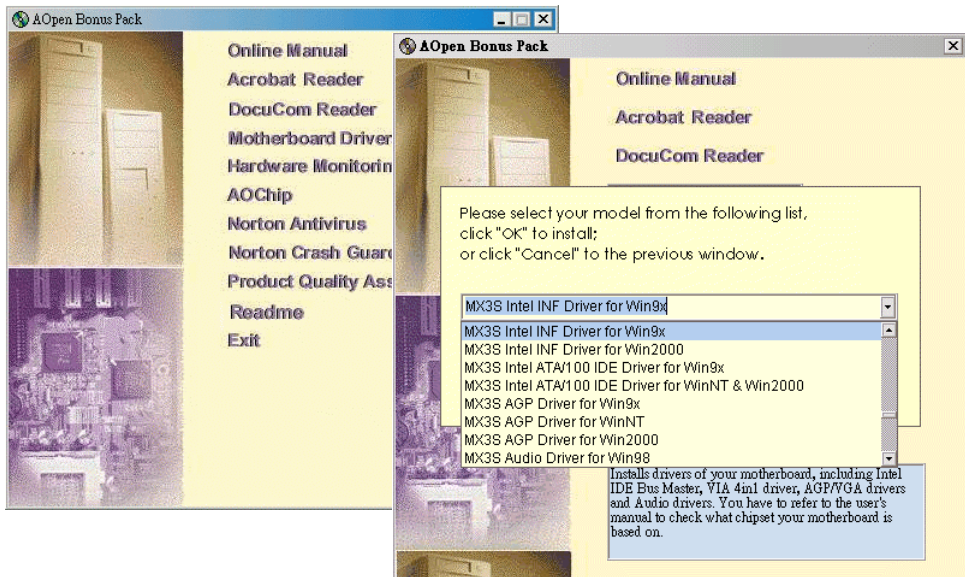 AOpen Bonus Pack
Online Manual
Acrobat Reader
DocuCom Reader
Motherboard Driver
Hardware Monitorin
AOChip
Norton Antivirus
Norton Crash Guar
Product Quality Ass
Readme
Exit
AOpen Bonus Pack
Online Manual
Acrobat Reader
DocuCom Reader
Please select your model from the following list,
click "OK" to install;
or click "Cancel" to the previous window.
MX3S Intel INF Driver for Win9x
MX3S Intel INF Driver for Win9x
MX3S Intel INF Driver for Win2000
MX3S Intel ATA/100 IDE Driver for Win9x
MX3S Intel ATA/100 IDE Driver for WinNT & Win2000
MX3S AGP Driver for Win9x
MX3S AGP Driver for WinNT
MX3S AGP Driver for Win2000
MX3S Audio Driver for Win98
Installs drivers of your motherboard, including Intel
IDE Bus Master, VIA 4in1 driver, AGP/VGA drivers
and Audio drivers. You have to refer to the user's
manual to check what chipset your motherboard is
based on.